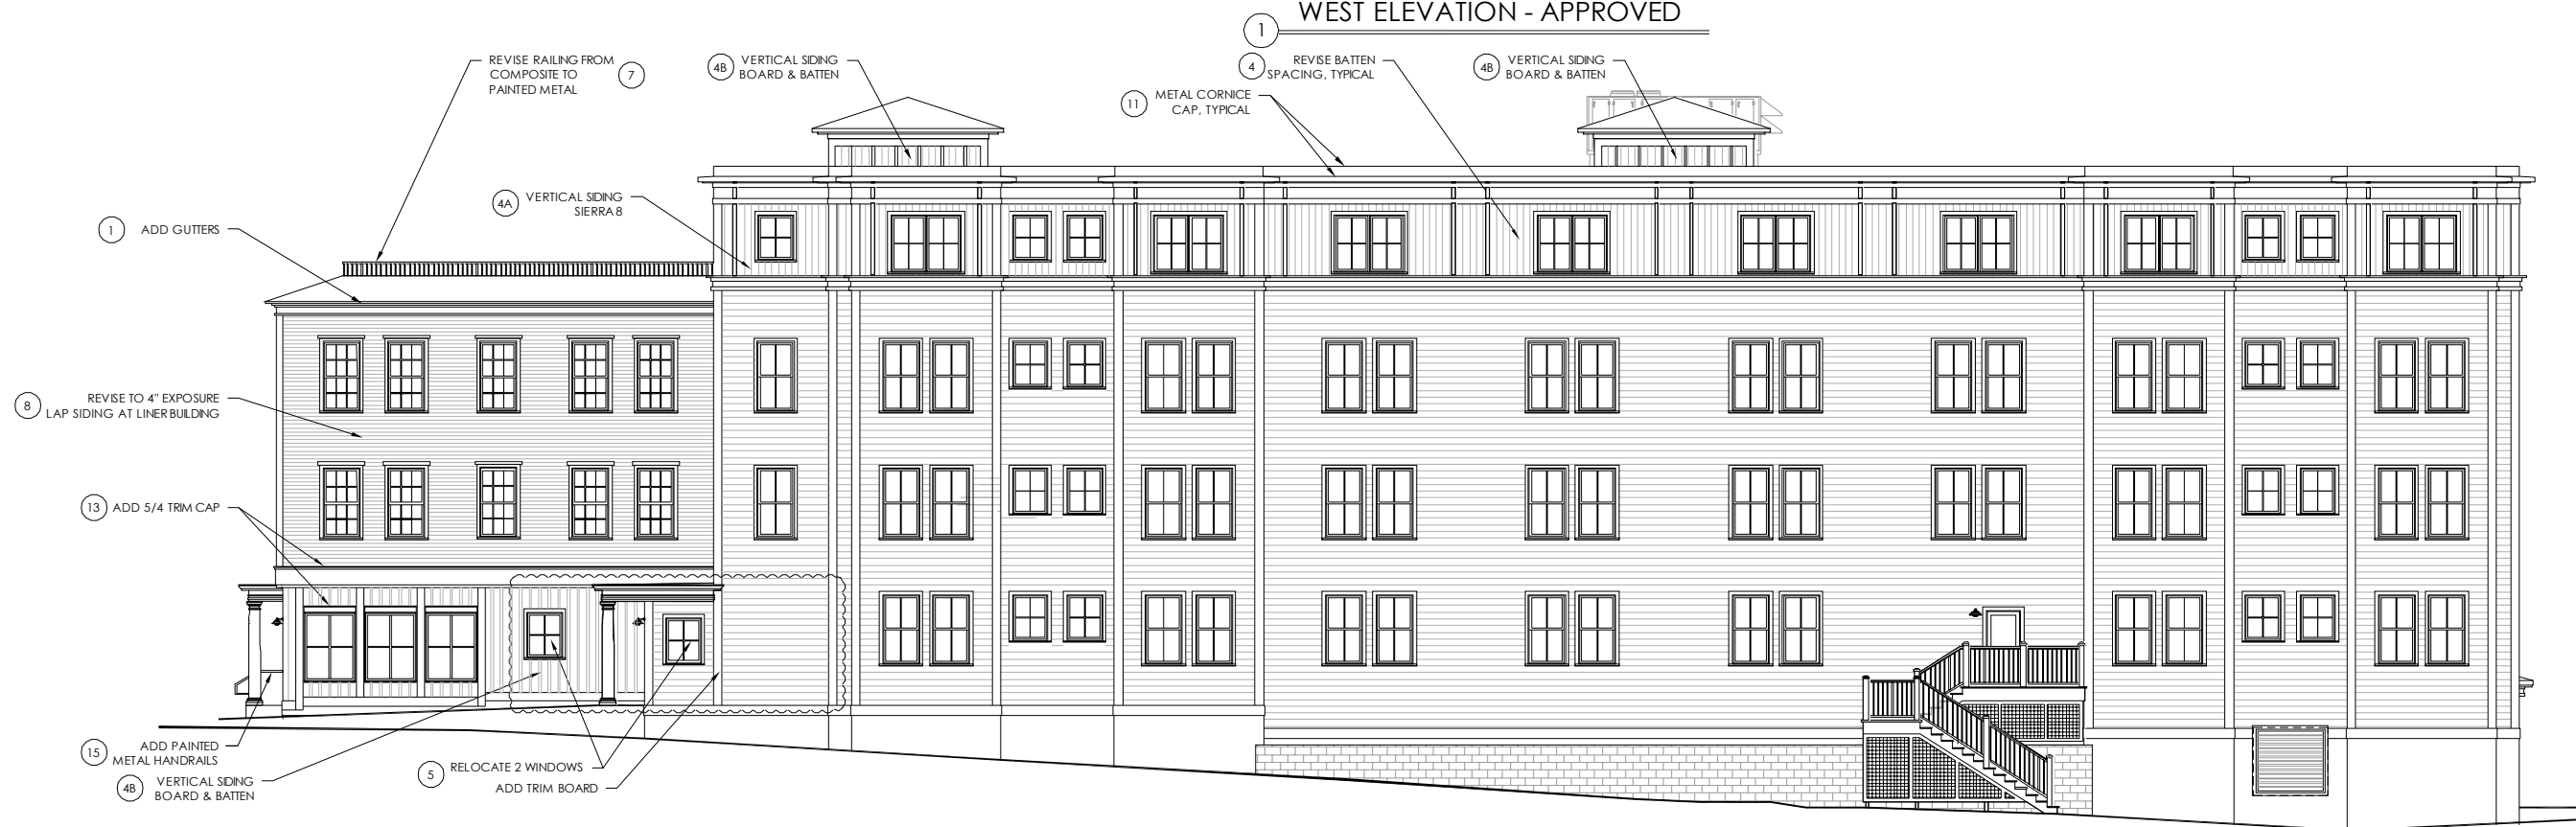 WEST ELEVATION - APPROVED
1
REVISE RAILING FROM
COMPOSITE TO
PAINTED METAL
7
4B
VERTICAL SIDING
BOARD & BATTEN
4
REVISE BATTEN
SPACING, TYPICAL
4B
VERTICAL SIDING
BOARD & BATTEN
11
METAL CORNICE
CAP, TYPICAL
4A
VERTICAL SIDING
SIERRA 8
1
ADD GUTTERS
8
REVISE TO 4" EXPOSURE
LAP SIDING AT LINER BUILDING
13
ADD 5/4 TRIM CAP
15
ADD PAINTED
METAL HANDRAILS
4B
VERTICAL SIDING
BOARD & BATTEN
5
RELOCATE 2 WINDOWS
ADD TRIM BOARD